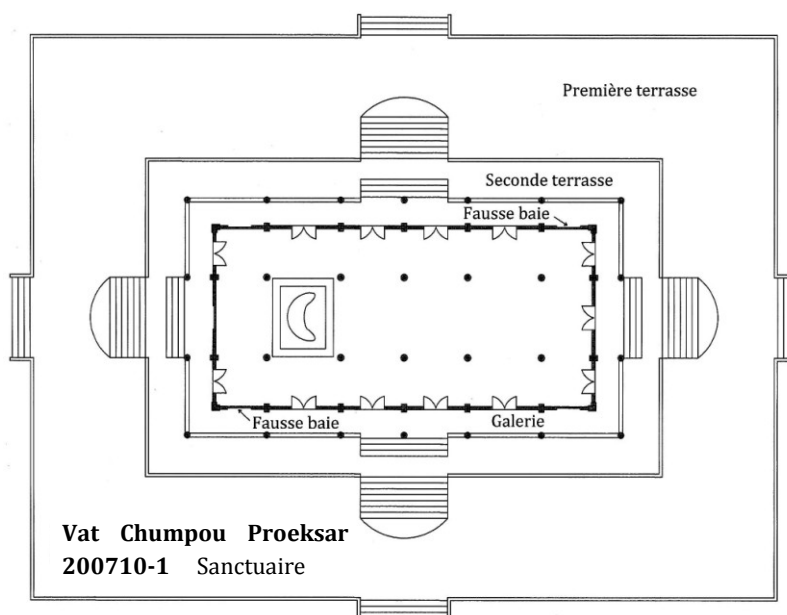 Première terrasse
Seconde terrasse
Fausse baie
Fausse baie
Galerie
Vat Chumpou Proeksar
200710-1 Sanctuaire